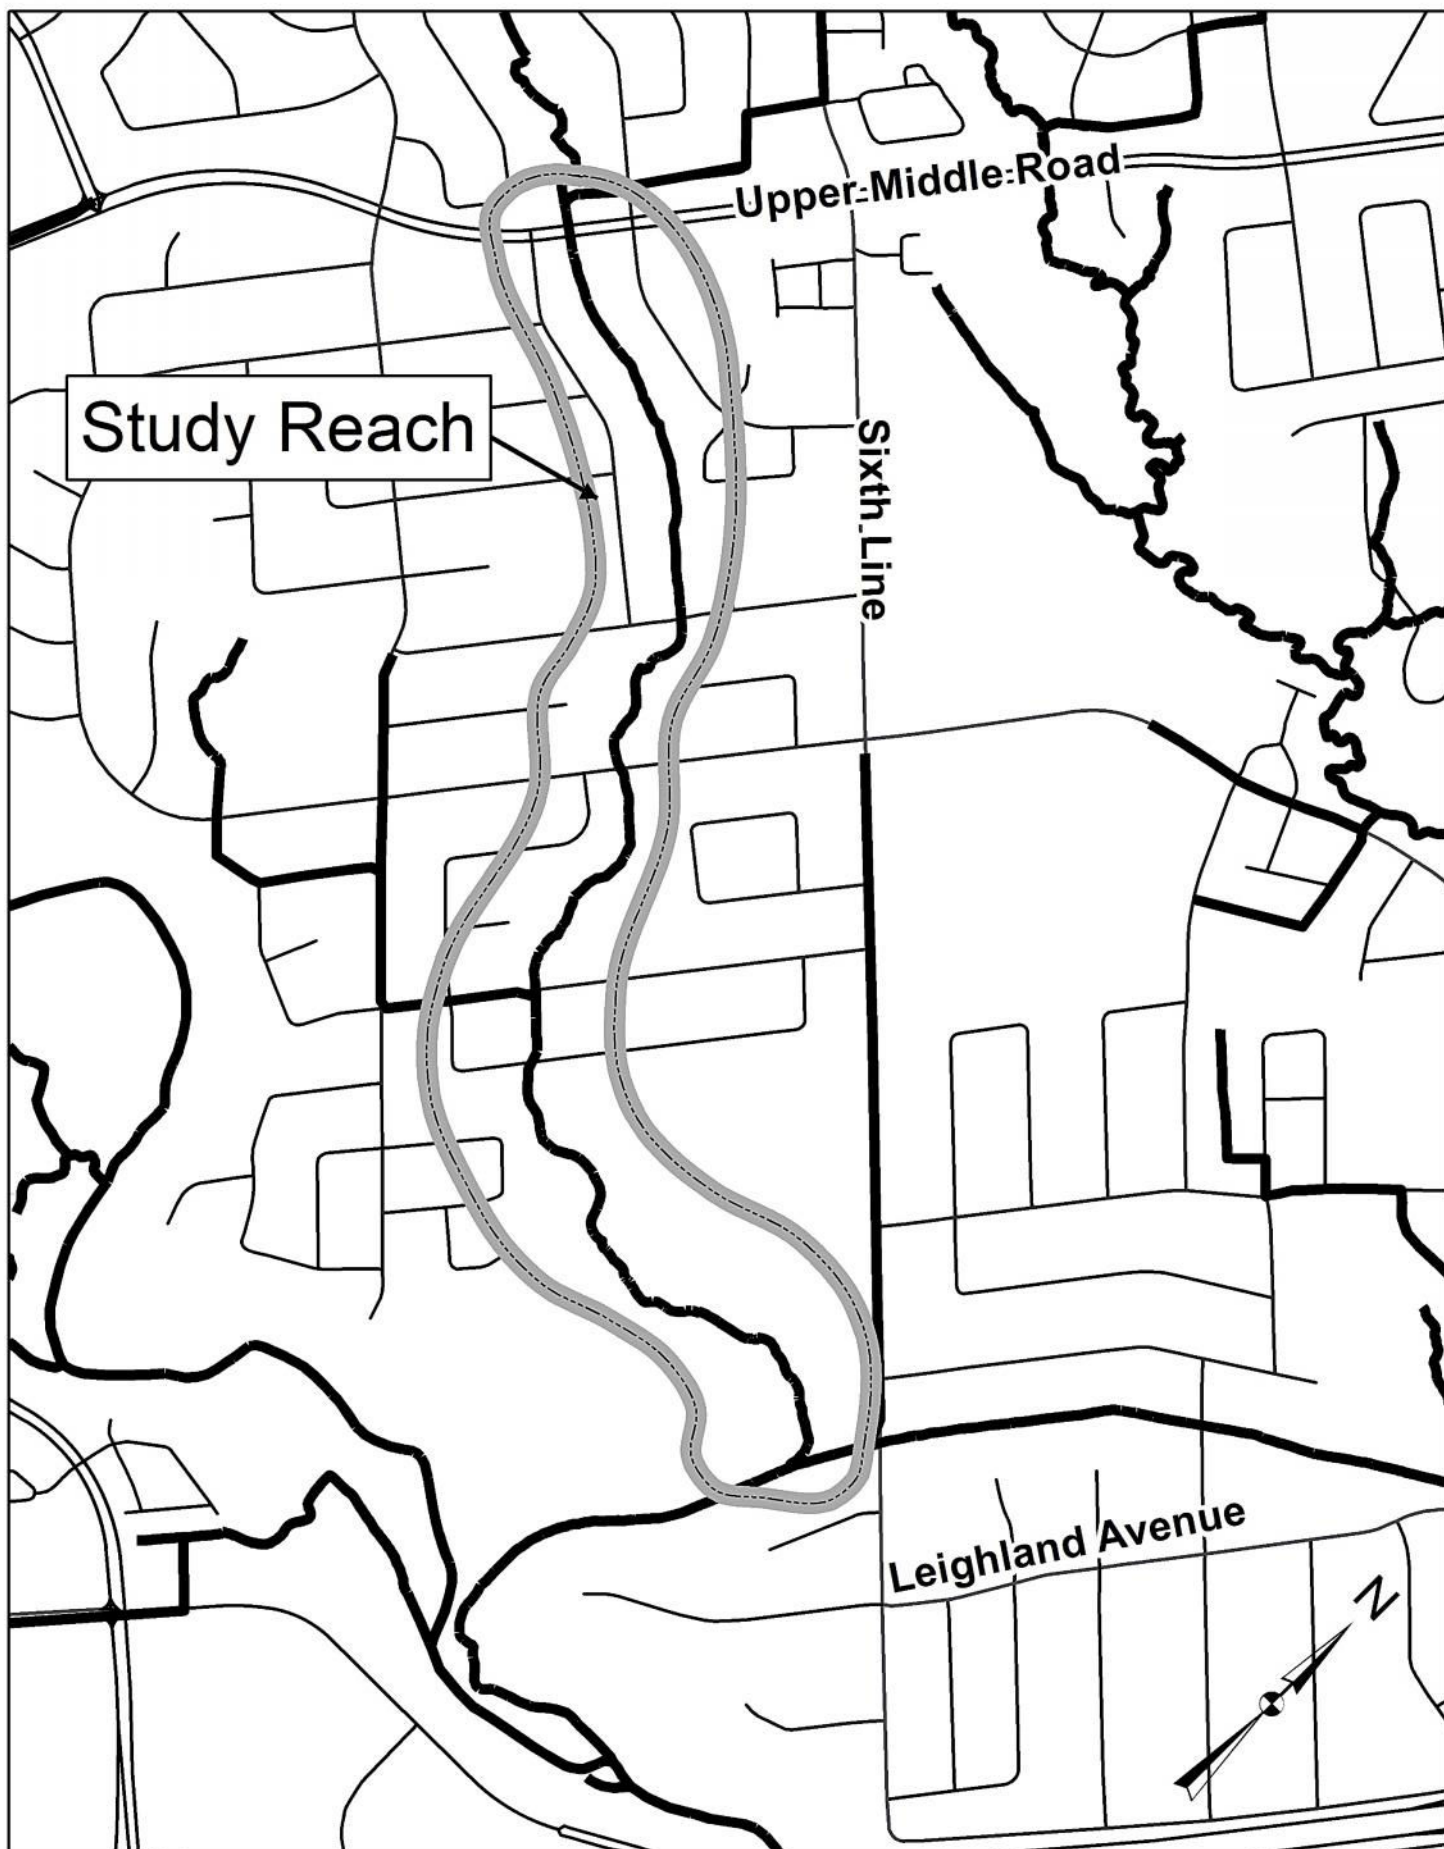 Upper Middle Road
Study Reach
Sixth Line
Leighland Avenue
N